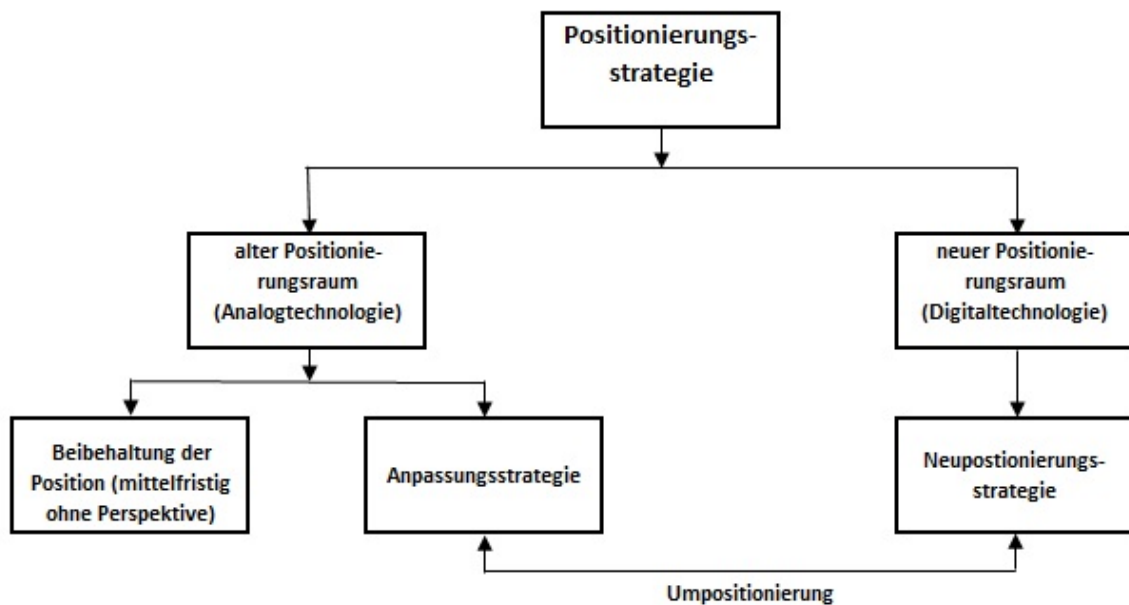 Positionierungs-
strategie
alter Positionie-
rungsraum
(Analogtechnologie)
neuer Positionie-
rungsraum
(Digitaltechnologie)
Beibehaltung der
Position (mittelfristig
ohne Perspektive)
Anpassungsstrategie
Neupostionierungs-
strategie
Umpositionierung